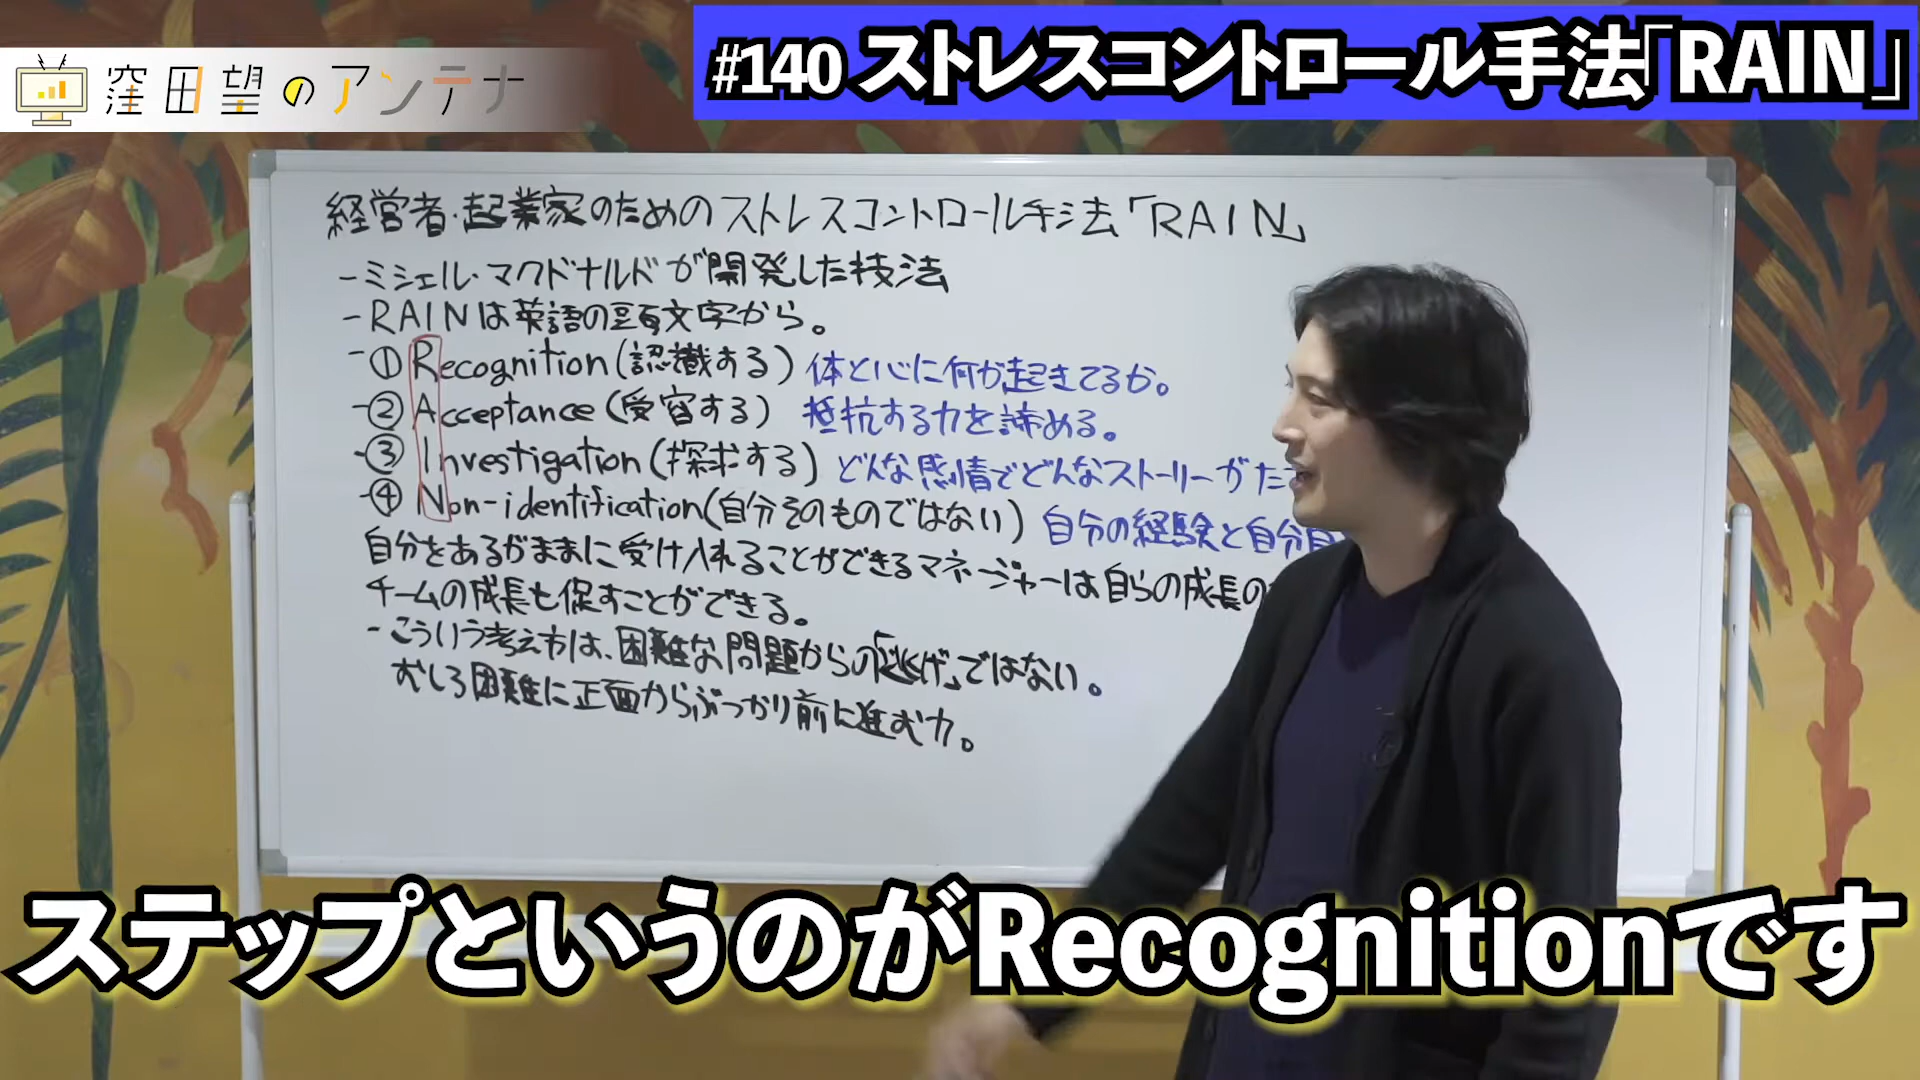 窪田望のアンテナ
#140 ストレスコントロール手法「RAIN」
経営者・起業家のためのストレスコントロール手法「RAIN」
-ミシェル・マクドナルドが開発した技法
-RAINは英語の頭文字から。
-① Recognition(認識する) 体と心に何が起きてるか。
-② Acceptance(受容する) 抵抗する力を諦める。
-③ Investigation(探求する) どんな感情でどんなストーリーが
-④ Non-identification(自分そのものではない) 自分の経験と自分
自分をあるがままに受け入れることができるマネージャーは自らの成長の
チームの成長も促すことができる。
-こういう考え方は、困難な問題からの「逃げ」ではない。
むしろ困難に正面からぶつかり前に進む力。
ステップというのがRecognitionです